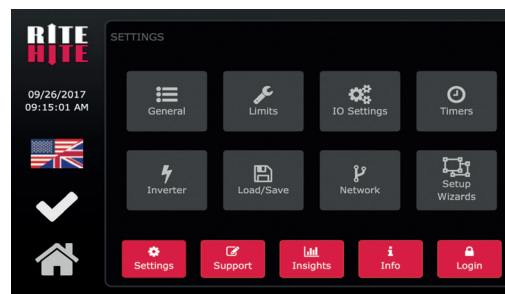 RITE
HITE
09/26/2017
09:15:01 AM
SETTINGS
General
Limits
IO Settings
Timers
Inverter
Load/Save
Network
Setup
Wizards
Settings
Support
Insights
Info
Login